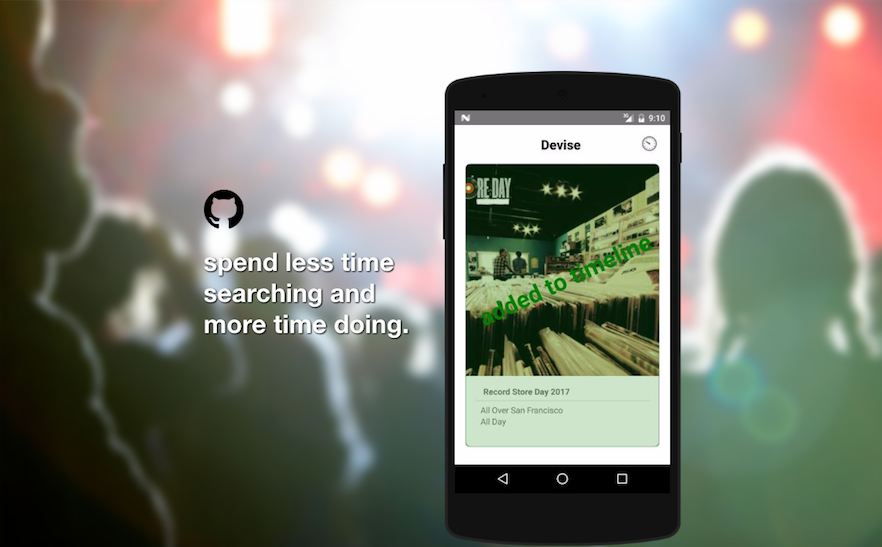 spend less time
searching and
more time doing.
3G
9:10
Devise
RE DAY
added to timeline
Record Store Day 2017
All Over San Francisco
All Day